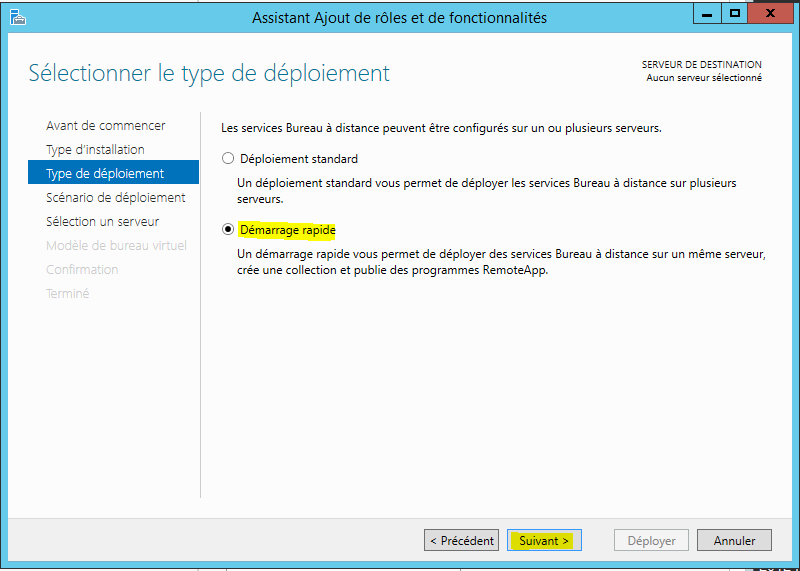 Assistant Ajout de rôles et de fonctionnalités
Sélectionner le type de déploiement
SERVEUR DE DESTINATION
Aucun serveur sélectionné
Avant de commencer
Type d'installation
Type de déploiement
Scénario de déploiement
Sélection un serveur
Modèle de bureau virtuel
Confirmation
Terminé
Les services Bureau à distance peuvent être configurés sur un ou plusieurs serveurs.
Déploiement standard
Un déploiement standard vous permet de déployer les services Bureau à distance sur plusieurs
serveurs.
Démarrage rapide
Un démarrage rapide vous permet de déployer des services Bureau à distance sur un même serveur,
crée une collection et publie des programmes RemoteApp.
< Précédent
Suivant >
Déployer
Annuler